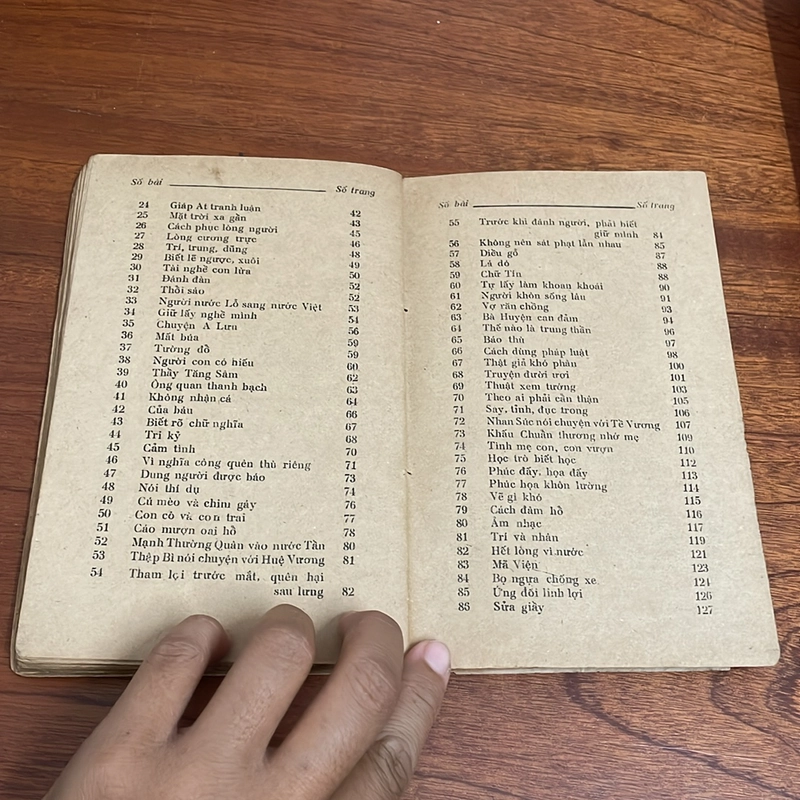 Số bài Số trang
24 Giáp Ất tranh luận 42
25 Mặt trời xa gần 43
26 Cách phục lòng người 45
27 Lòng cương trực 46
28 Trí, trung, dũng 48
29 Biết lẽ ngược, xuôi 49
30 Tài nghề con lừa 50
31 Đánh đàn 52
32 Thổi sáo 52
33 Người nước Lỗ sang nước Việt 53
34 Giữ lấy nghề mình 54
35 Chuyện A Lưu 56
36 Mất búa 59
37 Tường đổ 59
38 Người con có hiếu 60
39 Thầy Tăng Sâm 62
40 Ông quan thanh bạch 63
41 Không nhận cá 64
42 Của báu 66
43 Biết rõ chữ nghĩa 67
44 Tri kỷ 68
45 Cảm tình 70
46 Vì nghĩa công quên thù riêng 71
47 Dung người được báo 73
48 Nói thí dụ 74
49 Cú mèo và chim gáy 76
50 Con cò và con trai 77
51 Cáo mượn oai hổ 78
52 Mạnh Thường Quân vào nước Tần 80
53 Thệp Bì nói chuyện với Huệ Vương 81
54 Tham lợi trước mắt, quên hại
sau lưng 82
Số bài Số trang
55 Trước khi đánh người, phải biết
giữ mình 84
56 Không nên sát phạt lẫn nhau 85
57 Diều gỗ 87
58 Lá dó 88
59 Chữ Tín 88
60 Tự lấy làm khoan khoái 90
61 Người khôn sống lâu 91
62 Vợ răn chồng 93
63 Bà Huyện can đảm 94
64 Thế nào là trung thần 96
65 Báo thù 97
66 Cách dùng pháp luật 98
67 Thật giả khó phân 100
68 Truyện dười ươi 101
69 Thuật xem tướng 103
70 Theo ai phải cẩn thận 105
71 Say, tỉnh, đục trong 106
72 Nhan Súc nói chuyện với Tề Vương 107
73 Khấu Chuẩn thương nhớ mẹ 109
74 Tình mẹ con, con vượn 110
75 Học trò biết học 112
76 Phúc đấy, họa đấy 113
77 Phúc họa khôn lường 114
78 Vẽ gì khó 115
79 Cách đàm hồ 116
80 Âm nhạc 117
81 Trí và nhân 119
82 Hết lòng vì nước 121
83 Mã Viện 123
84 Bọ ngựa chống xe 124
85 Ứng đối linh lợi 126
86 Sửa giầy 127